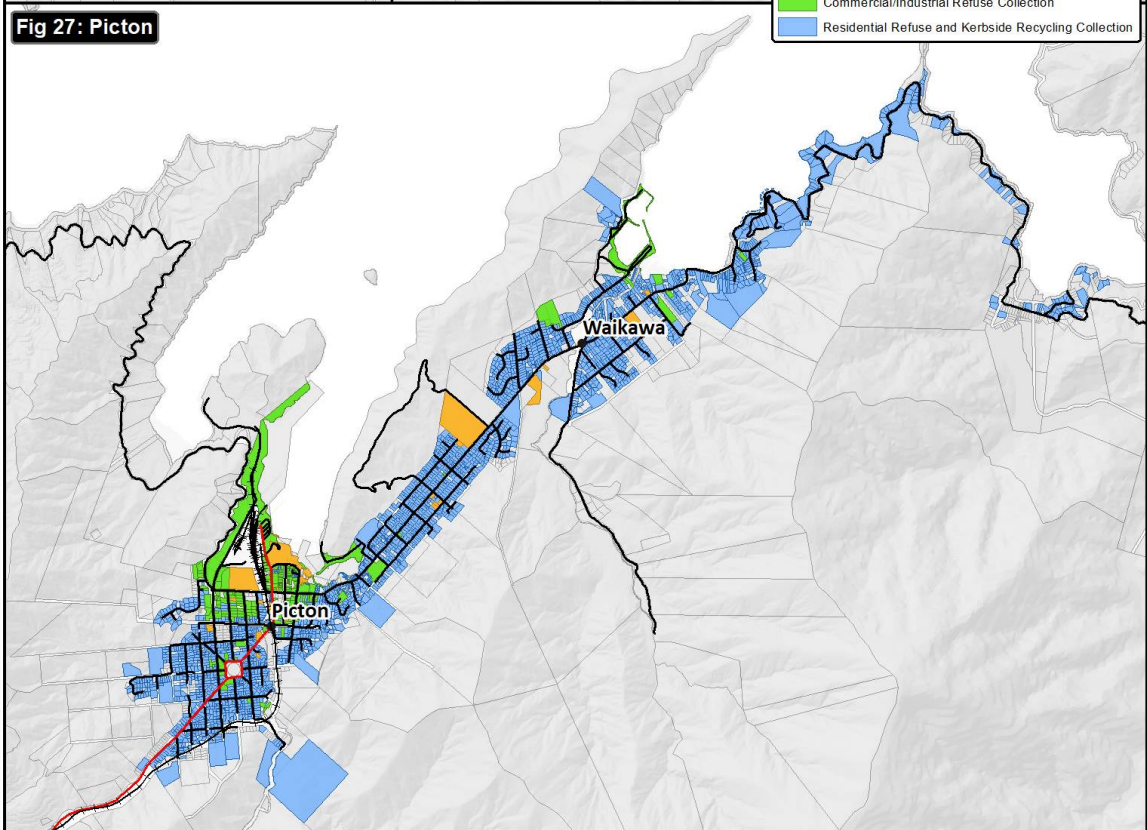 Commercial/Industrial Refuse Collection
Fig 27: Picton
Residential Refuse and Kerbside Recycling Collection
Waikawa
Picton